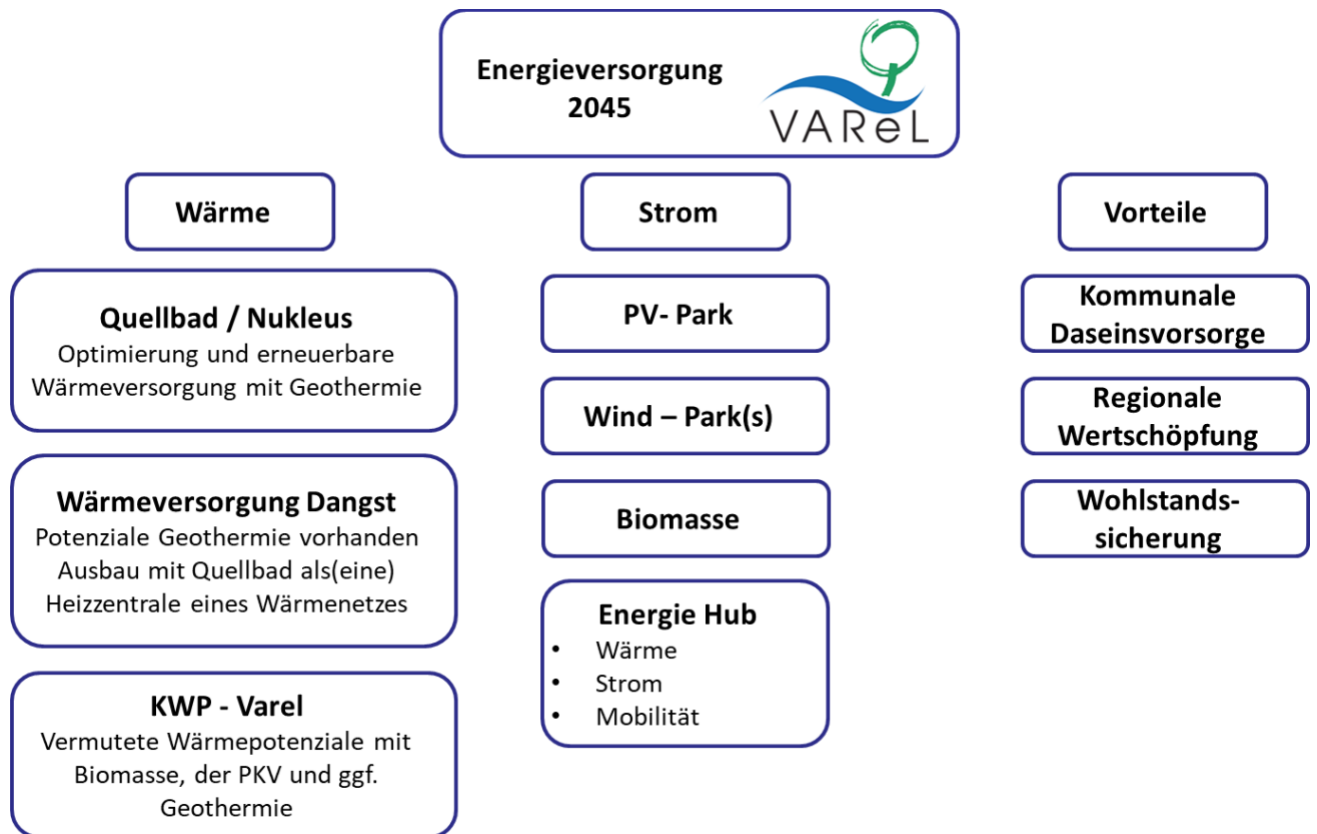 Energieversorgung
2045
VAReL
Wärme
Quellbad / Nukleus
Optimierung und erneuerbare
Wärmeversorgung mit Geothermie
Wärmeversorgung Dangst
Potenziale Geothermie vorhanden
Ausbau mit Quellbad als(eine)
Heizzentrale eines Wärmenetzes
KWP - Varel
Vermutete Wärmepotenziale mit
Biomasse, der PKV und ggf.
Geothermie
Strom
PV- Park
Wind – Park(s)
Biomasse
Energie Hub
• Wärme
• Strom
• Mobilität
Vorteile
Kommunale
Daseinsvorsorge
Regionale
Wertschöpfung
Wohlstands-
sicherung